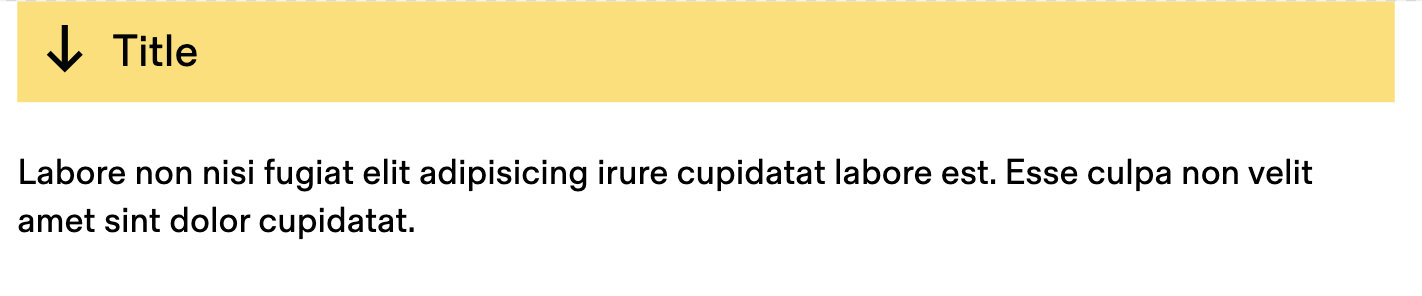 Title
Labore non nisi fugiat elit adipisicing irure cupidatat labore est. Esse culpa non velit
amet sint dolor cupidatat.